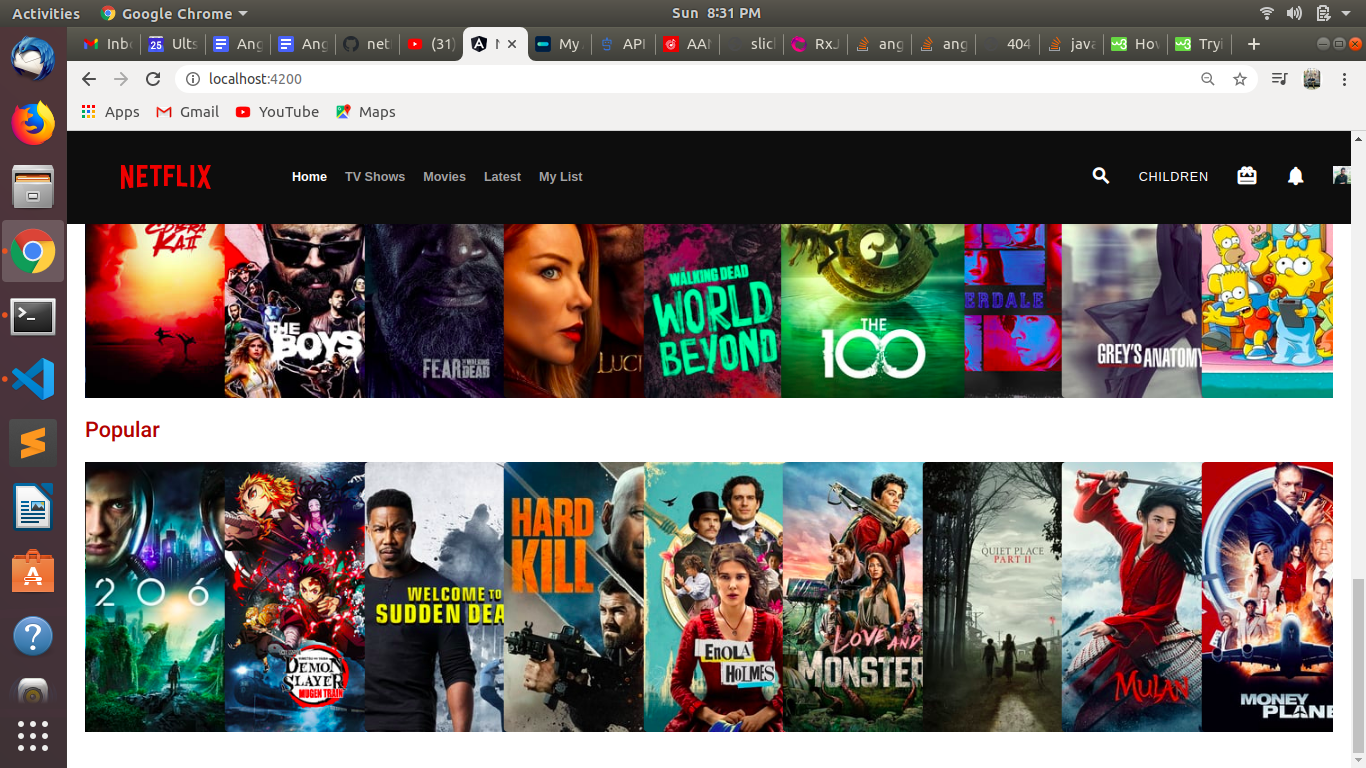 Activities Google Chrome Sun 8:31 PM
Inb 25 Ults Ang Ang net (31) N My API AAN slic RxJ ang ang 404 java Hov Tryi
localhost:4200
Apps Gmail YouTube Maps
NETFLIX Home TV Shows Movies Latest My List CHILDREN
COBRA KAI II
THE BOYS
FEAR THE WALKING DEAD
LUCI
THE WALKING DEAD
WORLD
BEYOND
THE
100
ERDALE
GREY'S ANATOMY
Popular
206
DEMON
SLAYER
MUGEN TRAIN
WELCOME TO
SUDDEN DEA
HARD
KILL
ENOLA
HOLMES
LOVE AND
MONSTER
QUIET PLACE
PART II
MULAN
MONEY
PLANE